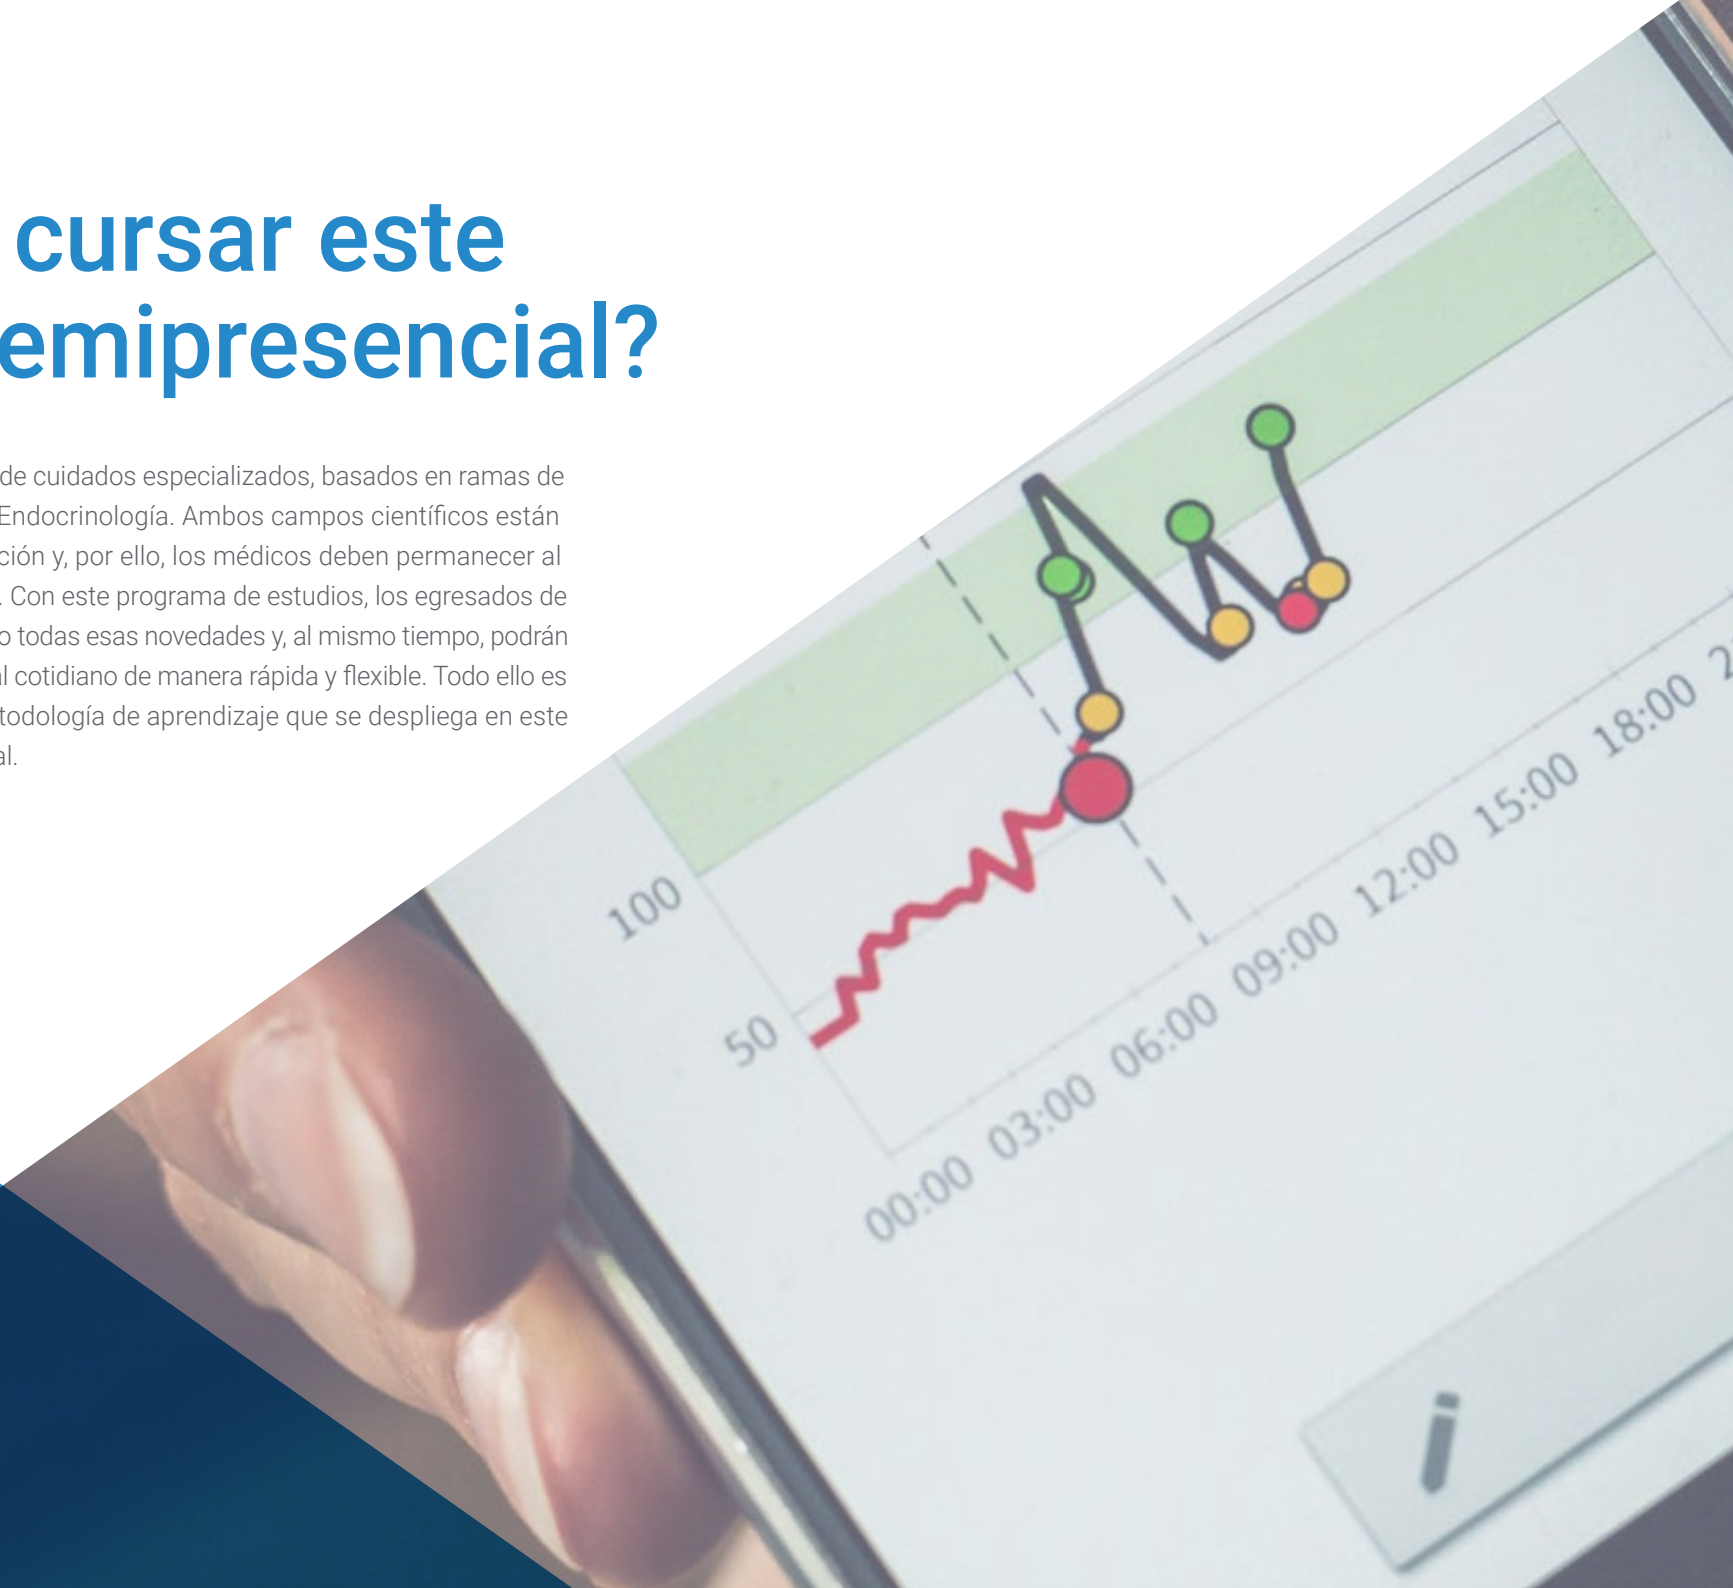 cursar este
emipresencial?
de cuidados especializados, basados en ramas de
Endocrinología. Ambos campos científicos están
ción y, por ello, los médicos deben permanecer al
. Con este programa de estudios, los egresados de
o todas esas novedades y, al mismo tiempo, podrán
al cotidiano de manera rápida y flexible. Todo ello es
todología de aprendizaje que se despliega en este
al.
100
50
00:00 03:00 06:00 09:00 12:00 15:00 18:00 2